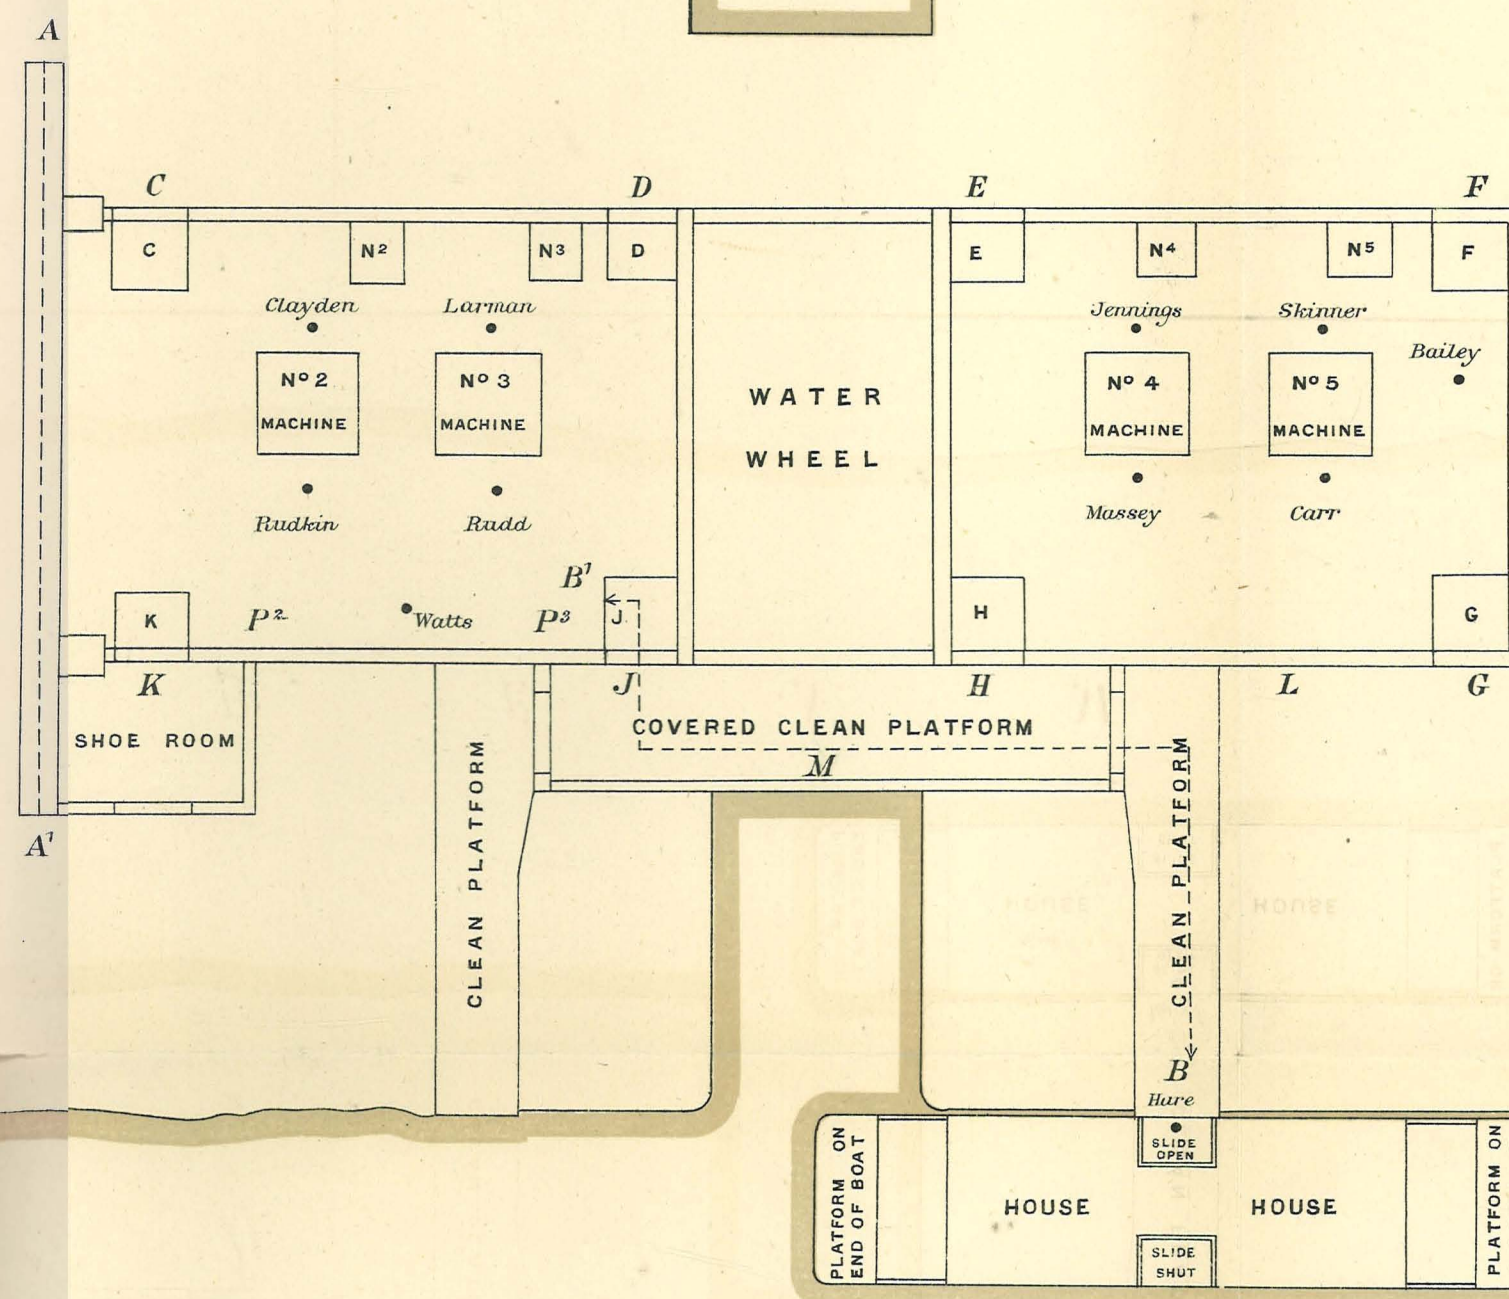 A
C D E F
C N2 N3 D E N4 N5 F
Clayden Larman Jennings Skinner
Bailey
No 2 MACHINE
No 3 MACHINE
WATER
WHEEL
No 4 MACHINE
No 5 MACHINE
Rudkin Rudd Massey Carr
B1
K P2 Watts P3 J H G
K J H L G
SHOE ROOM
COVERED CLEAN PLATFORM
M
CLEAN PLATFORM
CLEAN PLATFORM
A1
B
Hare
SLIDE
OPEN
PLATFORM ON
END OF BOAT
HOUSE HOUSE
PLATFORM ON
SLIDE
SHUT